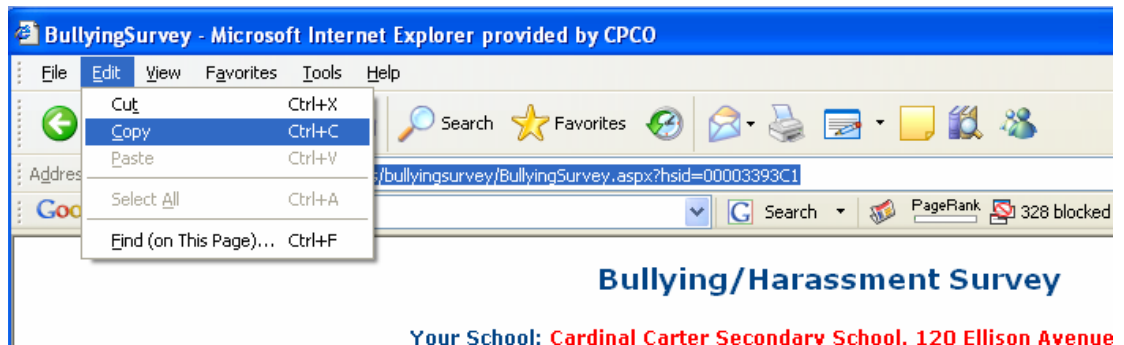 BullyingSurvey - Microsoft Internet Explorer provided by CPCO
File Edit View Favorites Tools Help
Cut Ctrl+X
Copy Ctrl+C
Paste Ctrl+V
Select All Ctrl+A
Find (on This Page)... Ctrl+F
Search Favorites
Addres /bullyingsurvey/BullyingSurvey.aspx?hsid=00003393C1
Goo G Search PageRank 328 blocked
Bullying/Harassment Survey
Your School: Cardinal Carter Secondary School, 120 Ellison Avenue